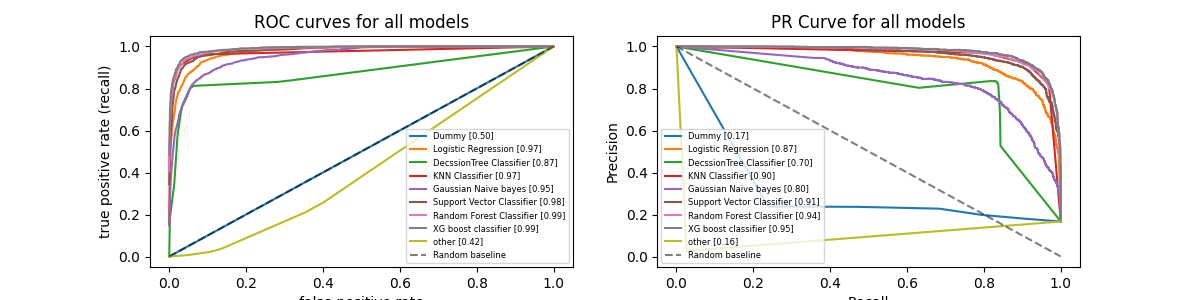 ROC curves for all models
true positive rate (recall)
1.0
0.8
0.6
0.4
0.2
0.0
0.0 0.2 0.4 0.6 0.8 1.0
false positive rate
Dummy [0.50]
Logistic Regression [0.97]
DecssionTree Classifier [0.87]
KNN Classifier [0.97]
Gaussian Naive bayes [0.95]
Support Vector Classifier [0.98]
Random Forest Classifier [0.99]
XG boost classifier [0.99]
other [0.42]
Random baseline
PR Curve for all models
Precision
1.0
0.8
0.6
0.4
0.2
0.0
0.0 0.2 0.4 0.6 0.8 1.0
Recall
Dummy [0.17]
Logistic Regression [0.87]
DecssionTree Classifier [0.70]
KNN Classifier [0.90]
Gaussian Naive bayes [0.80]
Support Vector Classifier [0.91]
Random Forest Classifier [0.94]
XG boost classifier [0.95]
other [0.16]
Random baseline